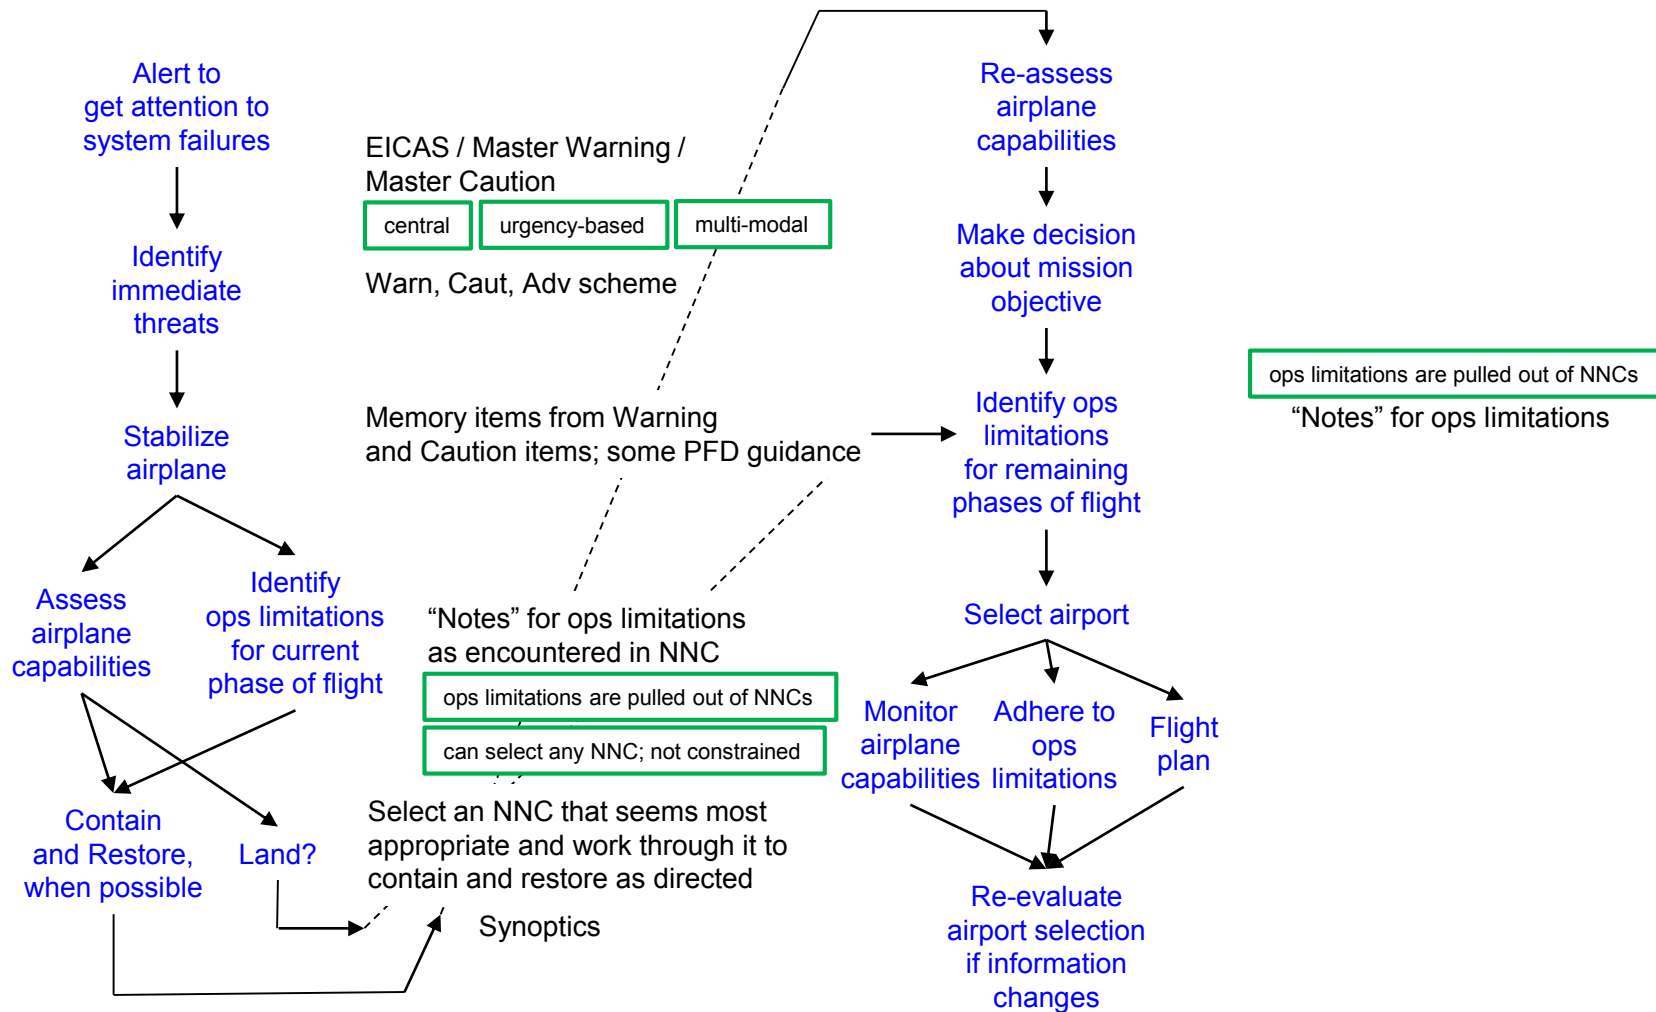 Alert to
get attention to
system failures
Identify
immediate
threats
Stabilize
airplane
Assess
airplane
capabilities
Identify
ops limitations
for current
phase of flight
Contain
and Restore,
when possible
Land?
EICAS / Master Warning /
Master Caution
central
urgency-based
multi-modal
Warn, Caut, Adv scheme
Memory items from Warning
and Caution items; some PFD guidance
“Notes” for ops limitations
as encountered in NNC
ops limitations are pulled out of NNCs
can select any NNC; not constrained
Select an NNC that seems most
appropriate and work through it to
contain and restore as directed
Synoptics
Re-assess
airplane
capabilities
Make decision
about mission
objective
Identify ops
limitations
for remaining
phases of flight
Select airport
Monitor
airplane
capabilities
Adhere to
ops
limitations
Flight
plan
Re-evaluate
airport selection
if information
changes
ops limitations are pulled out of NNCs
“Notes” for ops limitations